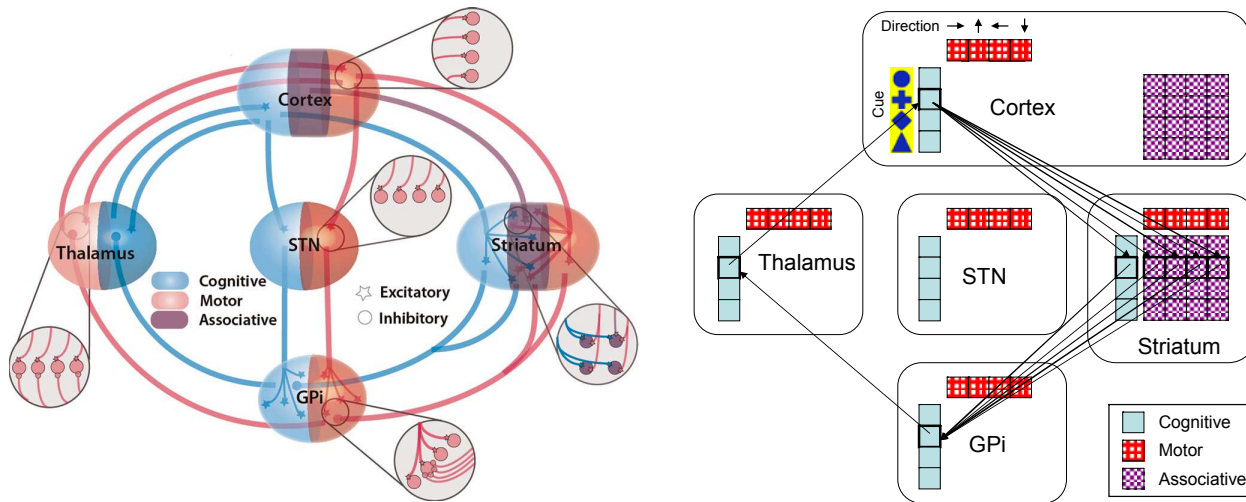 Cortex
Thalamus
STN
Striatum
Cognitive
Motor
Associative
Excitatory
Inhibitory
GPi
Direction
Cue
Cortex
Thalamus
STN
Striatum
GPi
Cognitive
Motor
Associative